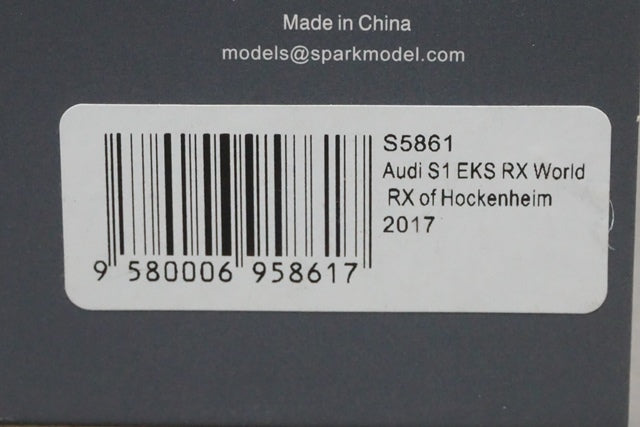 Made in China
models@sparkmodel.com
S5861
Audi S1 EKS RX World
RX of Hockenheim
2017
9 580006 958617